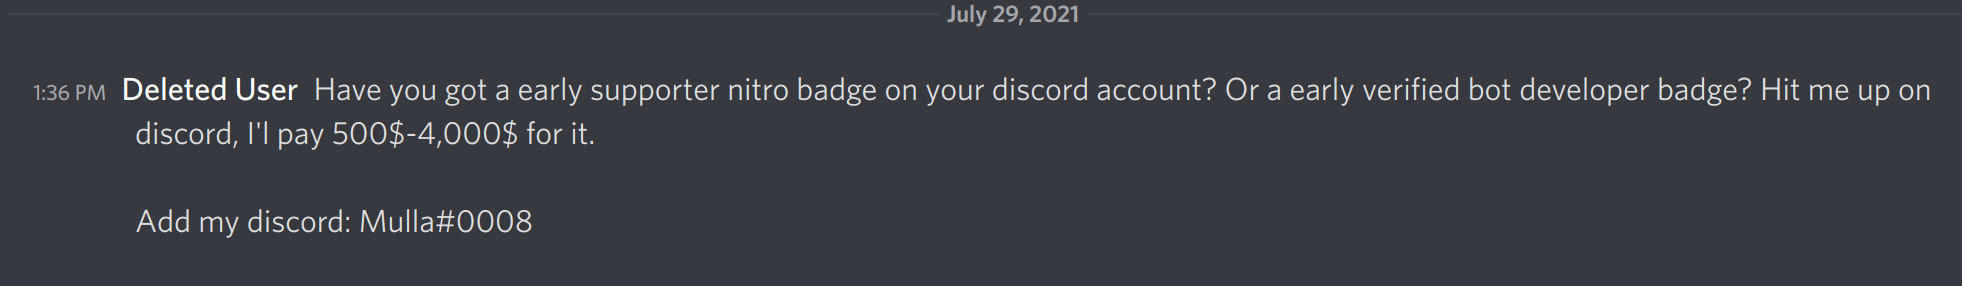 July 29, 2021
1:36 PM Deleted User Have you got a early supporter nitro badge on your discord account? Or a early verified bot developer badge? Hit me up on
discord, I'l pay 500$-4,000$ for it.
Add my discord: Mulla#0008